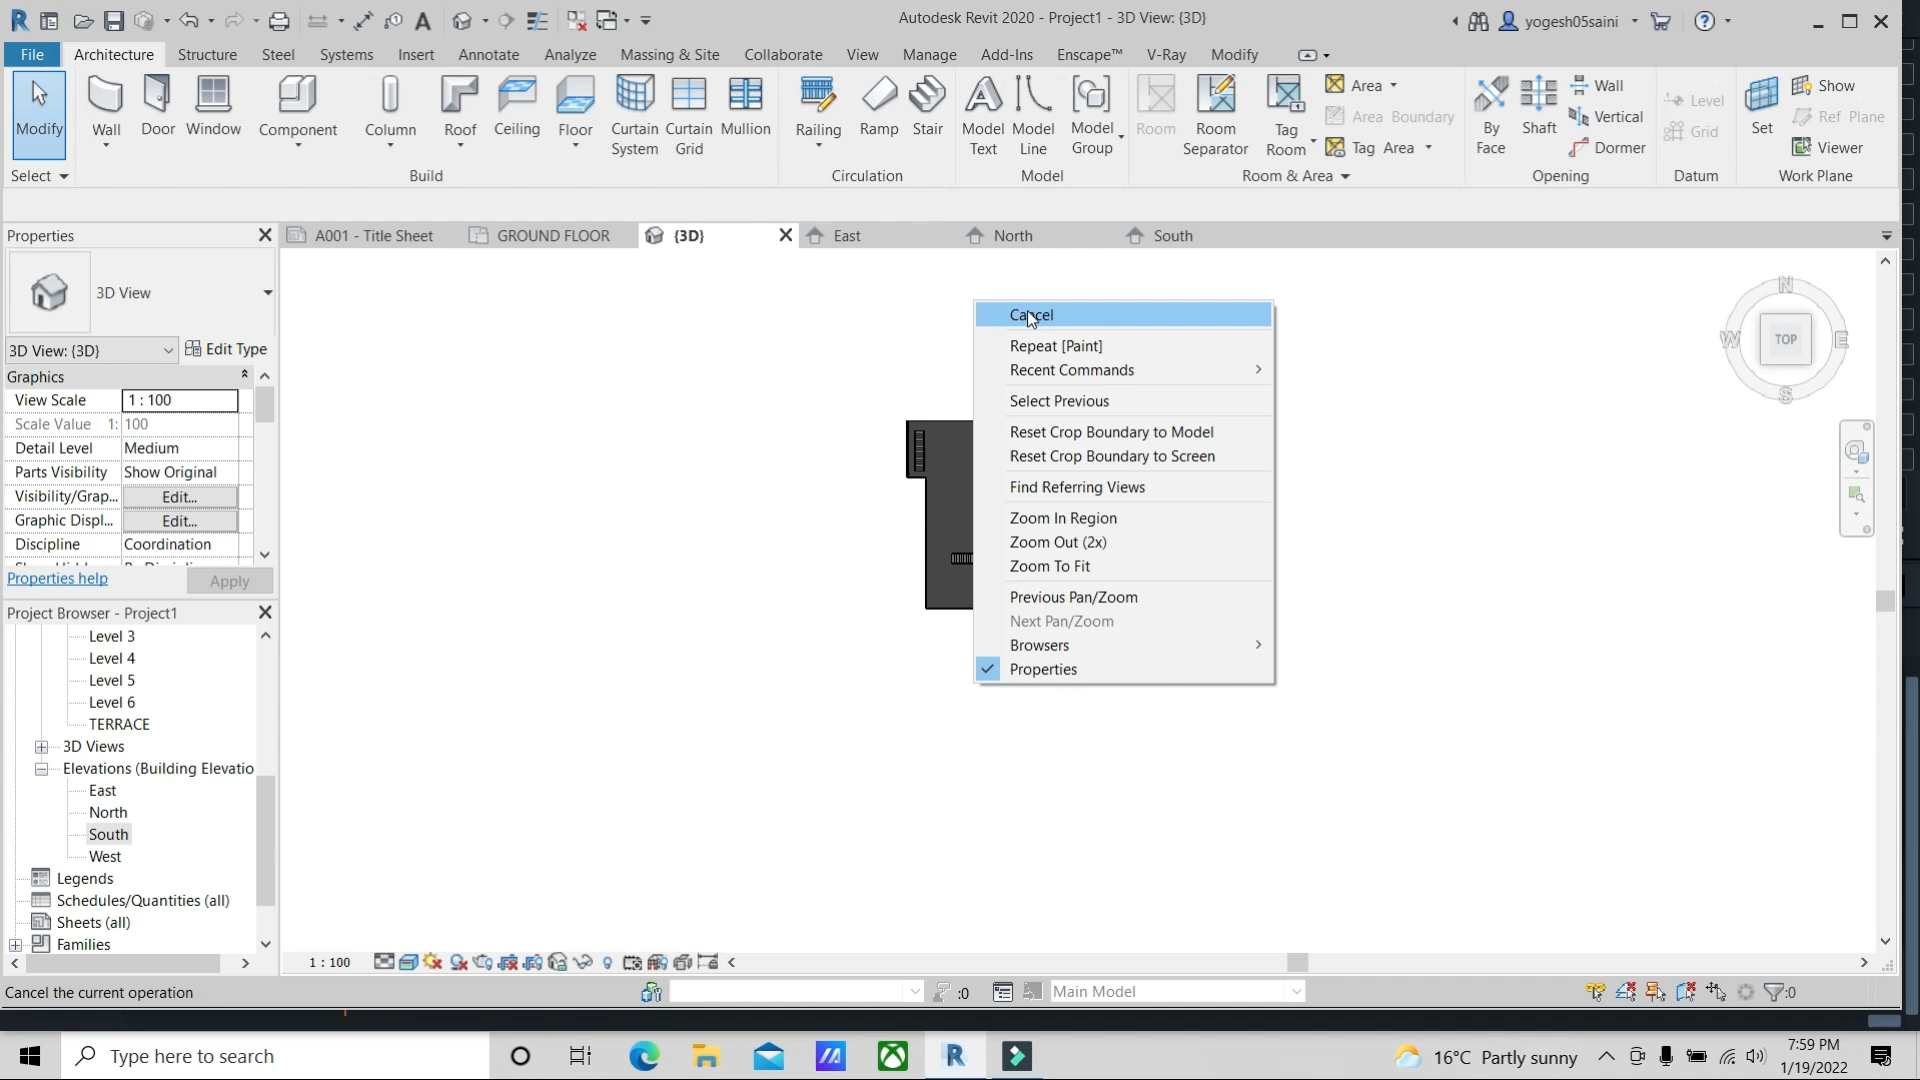 Autodesk Revit 2020 - Project1 - 3D View: {3D}
yogesh05saini
File Architecture Structure Steel Systems Insert Annotate Analyze Massing & Site Collaborate View Manage Add-Ins Enscape™ V-Ray Modify
Modify Wall Door Window Component Column Roof Ceiling Floor Curtain System Curtain Grid Mullion Railing Ramp Stair Model Text Model Line Model Group Room Room Separator Tag Room
Area
Area Boundary
Tag Area
By Face Shaft
Wall
Vertical
Dormer
Level
Grid
Set
Show
Ref Plane
Viewer
Select Build Circulation Model Room & Area Opening Datum Work Plane
Properties
A001 - Title Sheet GROUND FLOOR {3D} East North South
3D View
3D View: {3D} Edit Type
Graphics
View Scale 1 : 100
Scale Value 1: 100
Detail Level Medium
Parts Visibility Show Original
Visibility/Grap... Edit...
Graphic Displ... Edit...
Discipline Coordination
Properties help Apply
Project Browser - Project1
Level 3
Level 4
Level 5
Level 6
TERRACE
3D Views
Elevations (Building Elevatio
East
North
South
West
Legends
Schedules/Quantities (all)
Sheets (all)
Families
Cancel
Repeat [Paint]
Recent Commands
Select Previous
Reset Crop Boundary to Model
Reset Crop Boundary to Screen
Find Referring Views
Zoom In Region
Zoom Out (2x)
Zoom To Fit
Previous Pan/Zoom
Next Pan/Zoom
Browsers
Properties
N
W TOP E
S
1 : 100
Cancel the current operation
:0
Main Model
:0
Type here to search
16°C Partly sunny
7:59 PM
1/19/2022